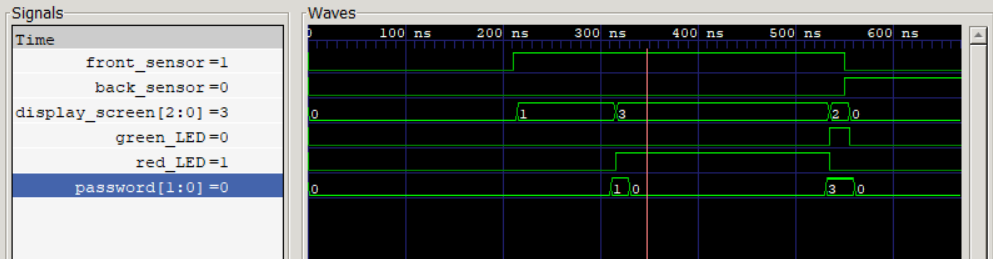 Signals
Waves
Time
0 100 ns 200 ns 300 ns 400 ns 500 ns 600 ns
front_sensor=1
back_sensor=0
display_screen[2:0]=3 0 1 3 2 0
green_LED=0
red_LED=1
password[1:0]=0 0 1 0 3 0